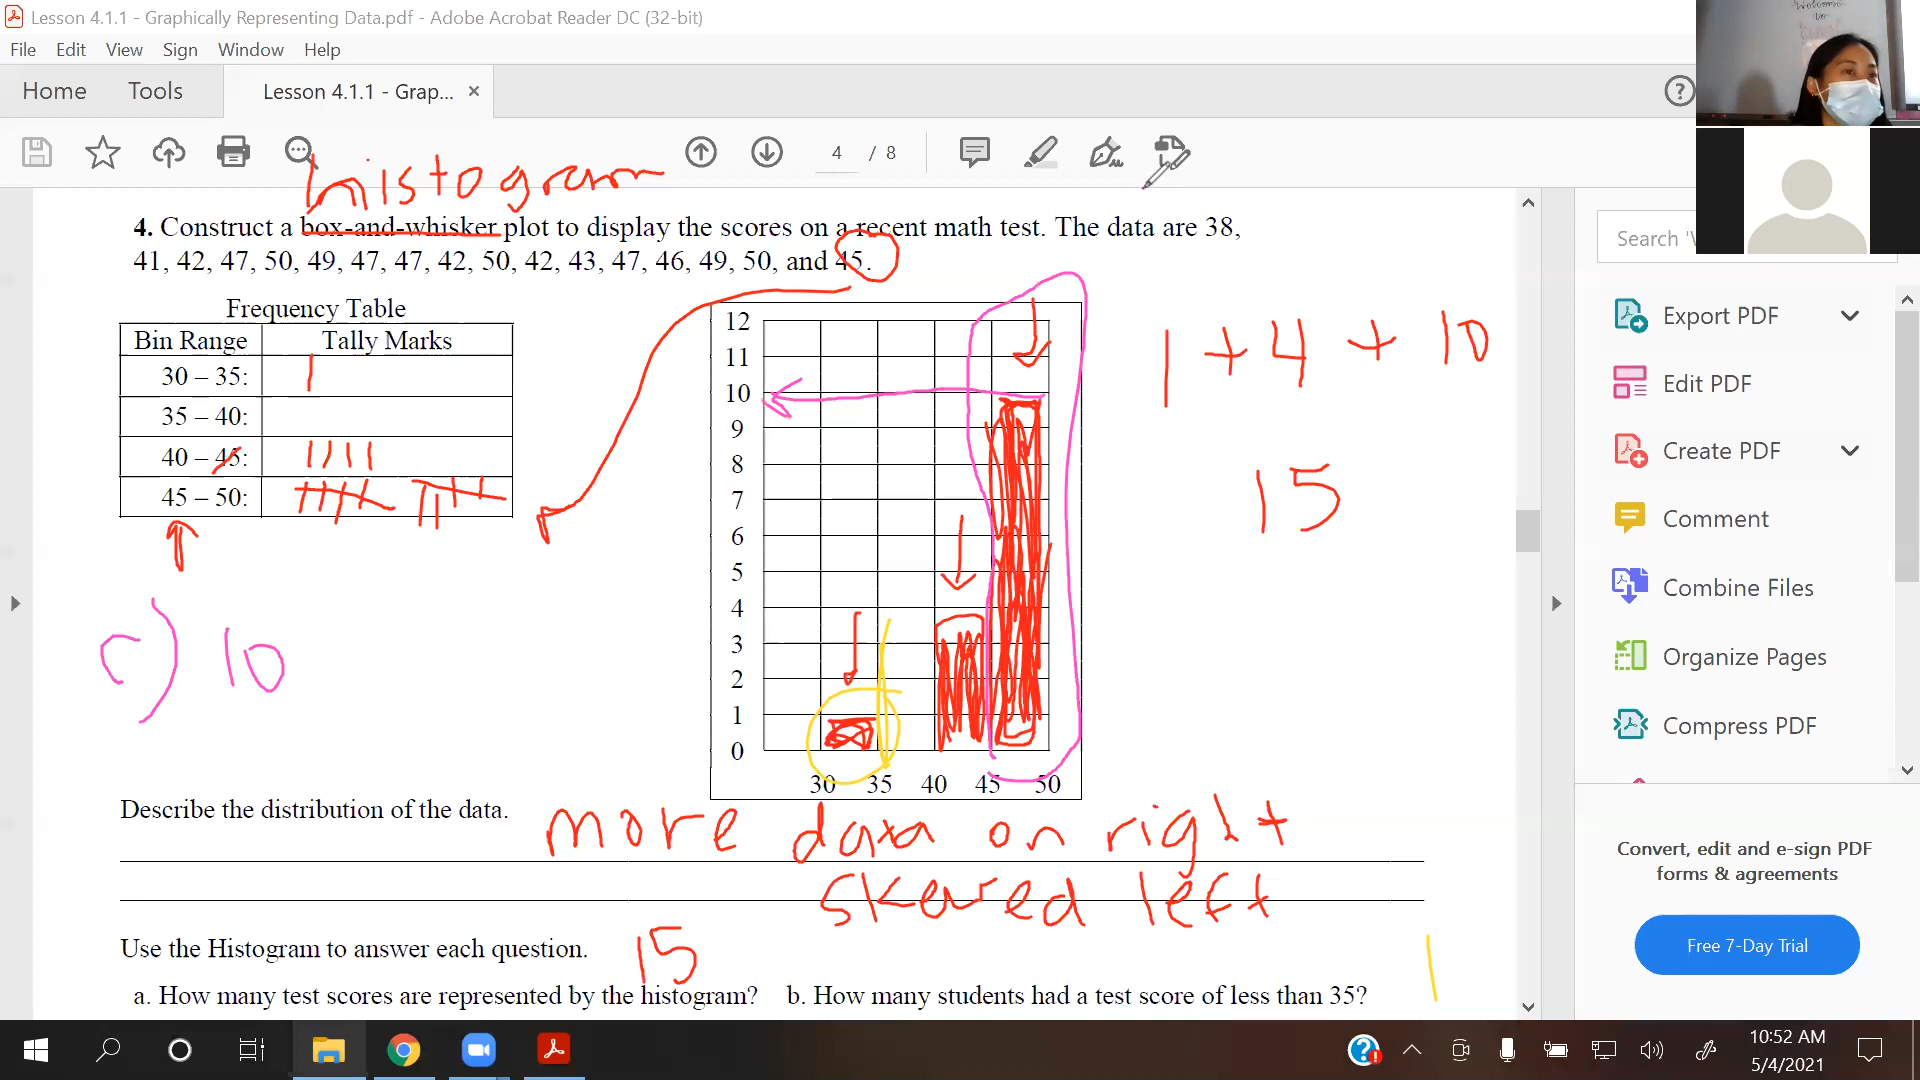 Lesson 4.1.1 - Graphically Representing Data.pdf - Adobe Acrobat Reader DC (32-bit)
File Edit View Sign Window Help
Home Tools Lesson 4.1.1 - Grap... ×
4 / 8
histogram
4. Construct a box-and-whisker plot to display the scores on a recent math test. The data are 38,
41, 42, 47, 50, 49, 47, 47, 42, 50, 42, 43, 47, 46, 49, 50, and 45.
Frequency Table
Bin Range Tally Marks
30 – 35:
35 – 40:
40 – 45:
45 – 50:
12
11
10
9
8
7
6
5
4
3
2
1
0
30 35 40 45 50
1 + 4 + 10
15
c) 10
Describe the distribution of the data.
more data on right
skewed left
Use the Histogram to answer each question.
15
1
a. How many test scores are represented by the histogram? b. How many students had a test score of less than 35?
Welcome
to
Search
Export PDF
Edit PDF
Create PDF
Comment
Combine Files
Organize Pages
Compress PDF
Convert, edit and e-sign PDF
forms & agreements
Free 7-Day Trial
10:52 AM
5/4/2021